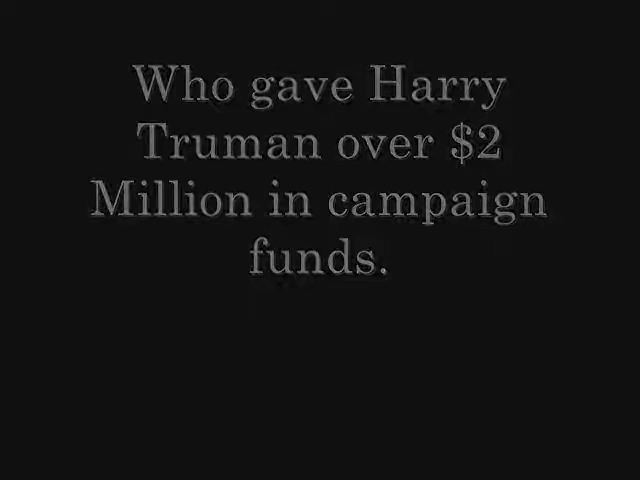 Who gave Harry
Truman over $2
Million in campaign
funds.